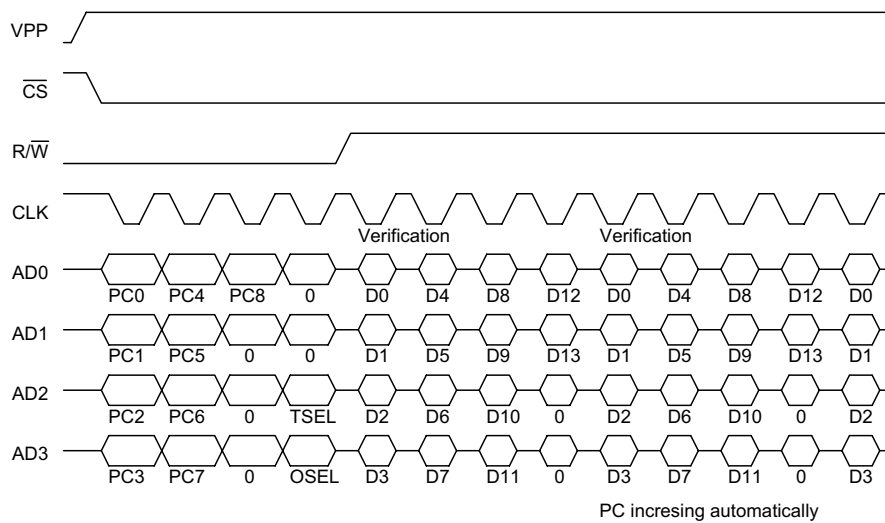 VPP
CS
R/W
CLK
Verification Verification
AD0
PC0 PC4 PC8 0 D0 D4 D8 D12 D0 D4 D8 D12 D0
AD1
PC1 PC5 0 0 D1 D5 D9 D13 D1 D5 D9 D13 D1
AD2
PC2 PC6 0 TSEL D2 D6 D10 0 D2 D6 D10 0 D2
AD3
PC3 PC7 0 OSEL D3 D7 D11 0 D3 D7 D11 0 D3
PC incresing automatically